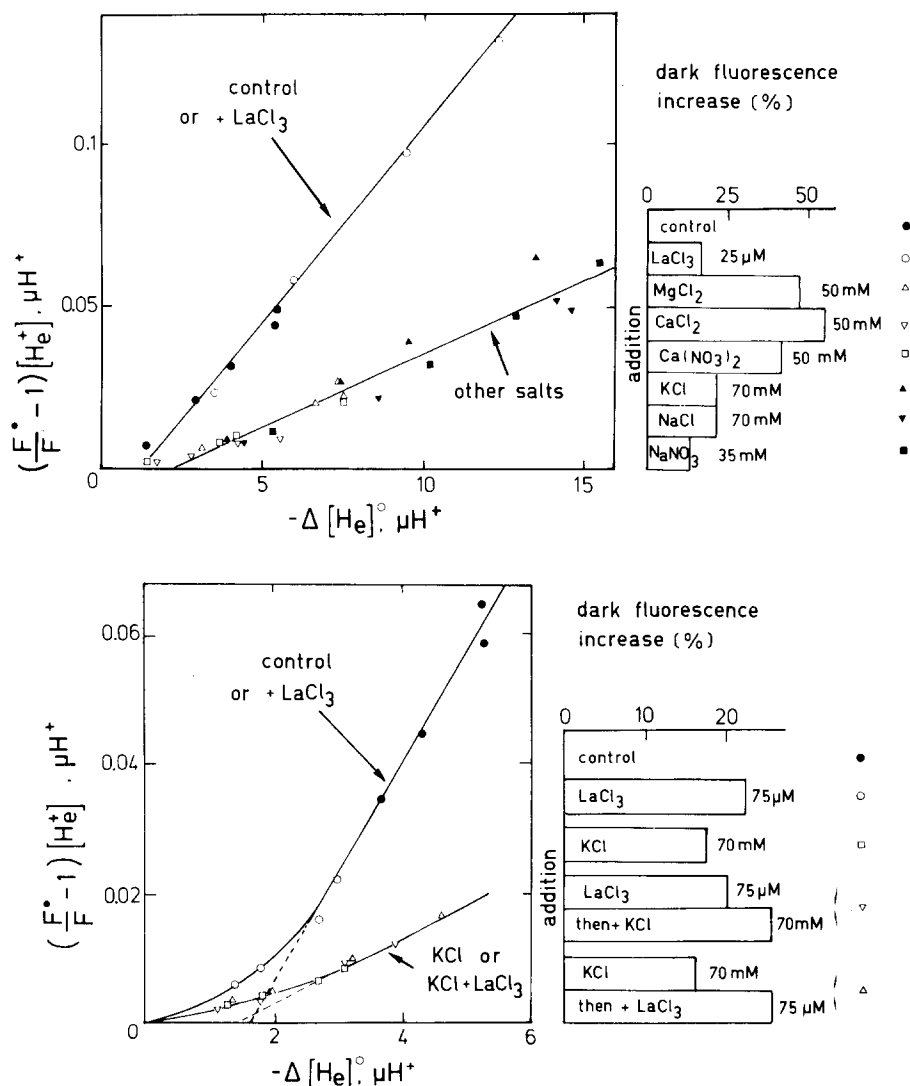 control
or + LaCl₃
other salts
0.1
0.05
0
5
10
15
(F°/F - 1) [Hₑ⁺] . μH⁺
-Δ [Hₑ]°, μH⁺
dark fluorescence
increase (%)
0 25 50
addition
control
LaCl₃ 25 μM
MgCl₂ 50 mM
CaCl₂ 50 mM
Ca(NO₃)₂ 50 mM
KCl 70 mM
NaCl 70 mM
NaNO₃ 35 mM
control
or + LaCl₃
KCl or
KCl + LaCl₃
0.06
0.04
0.02
0
2
4
6
(F°/F - 1) [Hₑ⁺] . μH⁺
-Δ [Hₑ]°, μH⁺
dark fluorescence
increase (%)
0 10 20
addition
control
LaCl₃ 75 μM
KCl 70 mM
LaCl₃ 75 μM
then + KCl 70 mM
KCl 70 mM
then + LaCl₃ 75 μM